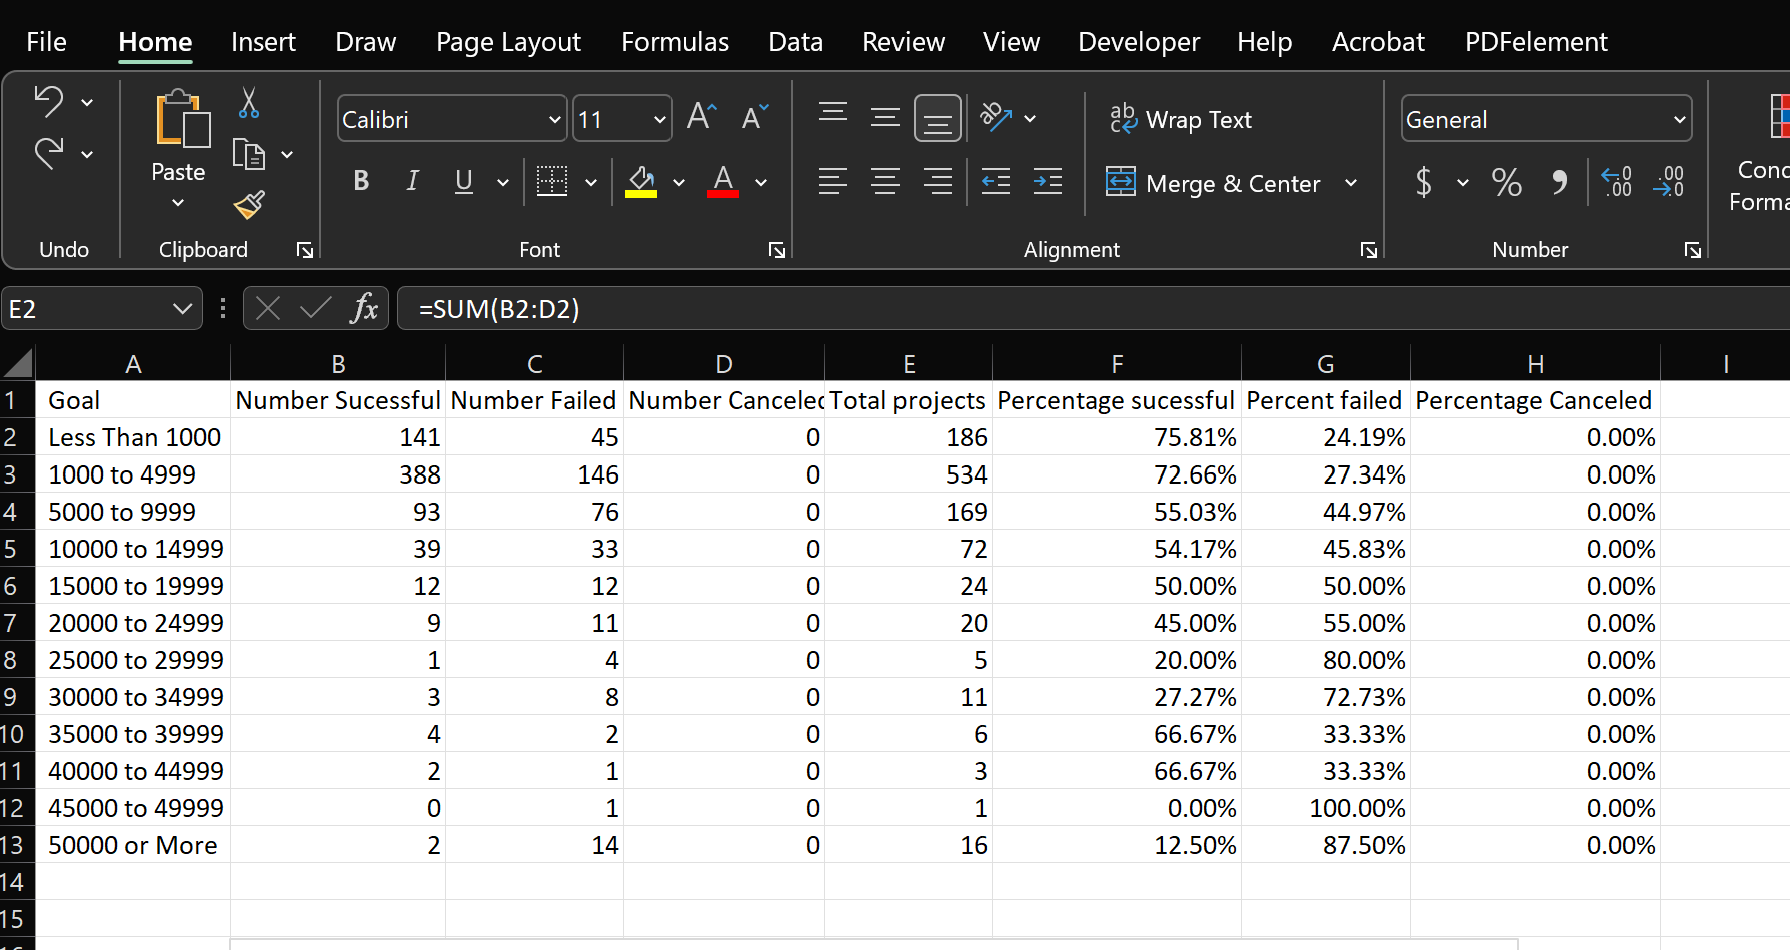 File Home Insert Draw Page Layout Formulas Data Review View Developer Help Acrobat PDFelement
Paste
Calibri 11
B I U A
ab Wrap Text
Merge & Center
General
$ % , .00 .00
Cond
Forma
Undo Clipboard Font Alignment Number
E2 fx =SUM(B2:D2)
A B C D E F G H I
1 Goal Number Sucessful Number Failed Number Canceled Total projects Percentage sucessful Percent failed Percentage Canceled
2 Less Than 1000 141 45 0 186 75.81% 24.19% 0.00%
3 1000 to 4999 388 146 0 534 72.66% 27.34% 0.00%
4 5000 to 9999 93 76 0 169 55.03% 44.97% 0.00%
5 10000 to 14999 39 33 0 72 54.17% 45.83% 0.00%
6 15000 to 19999 12 12 0 24 50.00% 50.00% 0.00%
7 20000 to 24999 9 11 0 20 45.00% 55.00% 0.00%
8 25000 to 29999 1 4 0 5 20.00% 80.00% 0.00%
9 30000 to 34999 3 8 0 11 27.27% 72.73% 0.00%
10 35000 to 39999 4 2 0 6 66.67% 33.33% 0.00%
11 40000 to 44999 2 1 0 3 66.67% 33.33% 0.00%
12 45000 to 49999 0 1 0 1 0.00% 100.00% 0.00%
13 50000 or More 2 14 0 16 12.50% 87.50% 0.00%
14
15